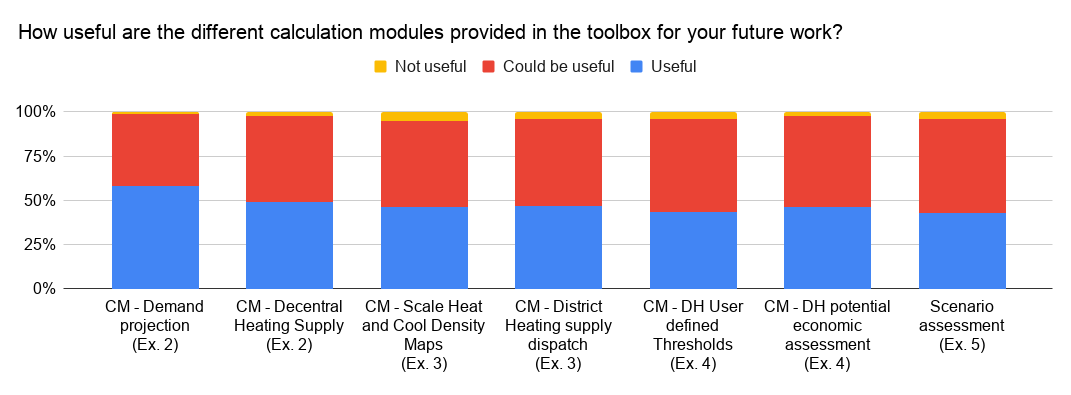 How useful are the different calculation modules provided in the toolbox for your future work?
Not useful Could be useful Useful
100%
75%
50%
25%
0%
CM - Demand
projection
(Ex. 2)
CM - Decentral
Heating Supply
(Ex. 2)
CM - Scale Heat
and Cool Density
Maps
(Ex. 3)
CM - District
Heating supply
dispatch
(Ex. 3)
CM - DH User
defined
Thresholds
(Ex. 4)
CM - DH potential
economic
assessment
(Ex. 4)
Scenario
assessment
(Ex. 5)